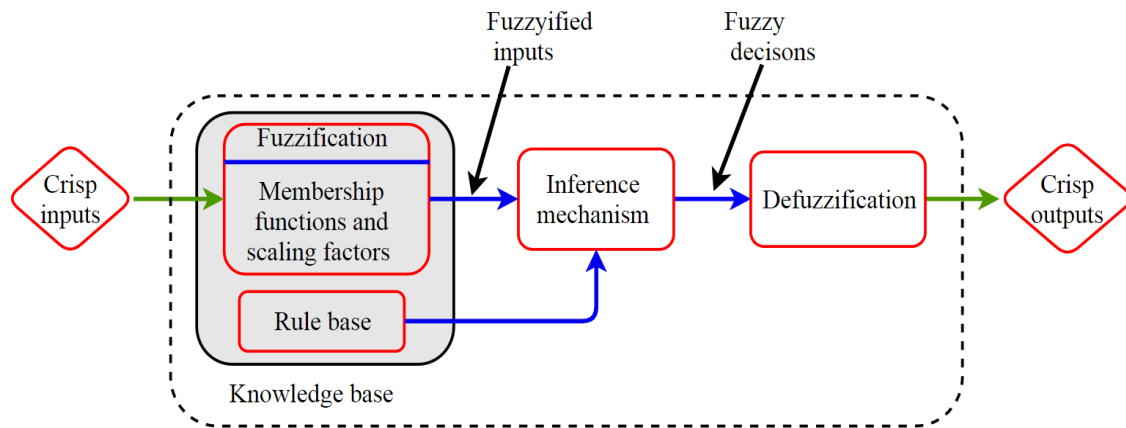 Fuzzyified
inputs
Fuzzy
decisons
Crisp
inputs
Fuzzification
Membership
functions and
scaling factors
Rule base
Knowledge base
Inference
mechanism
Defuzzification
Crisp
outputs